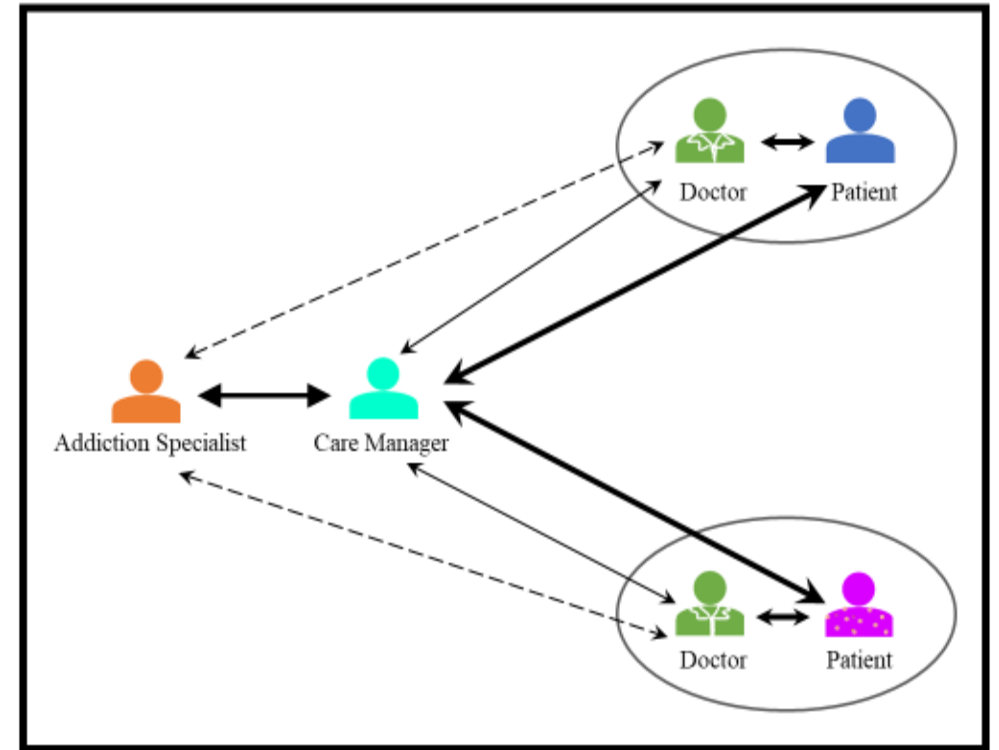 Doctor
Patient
Addiction Specialist
Care Manager
Doctor
Patient